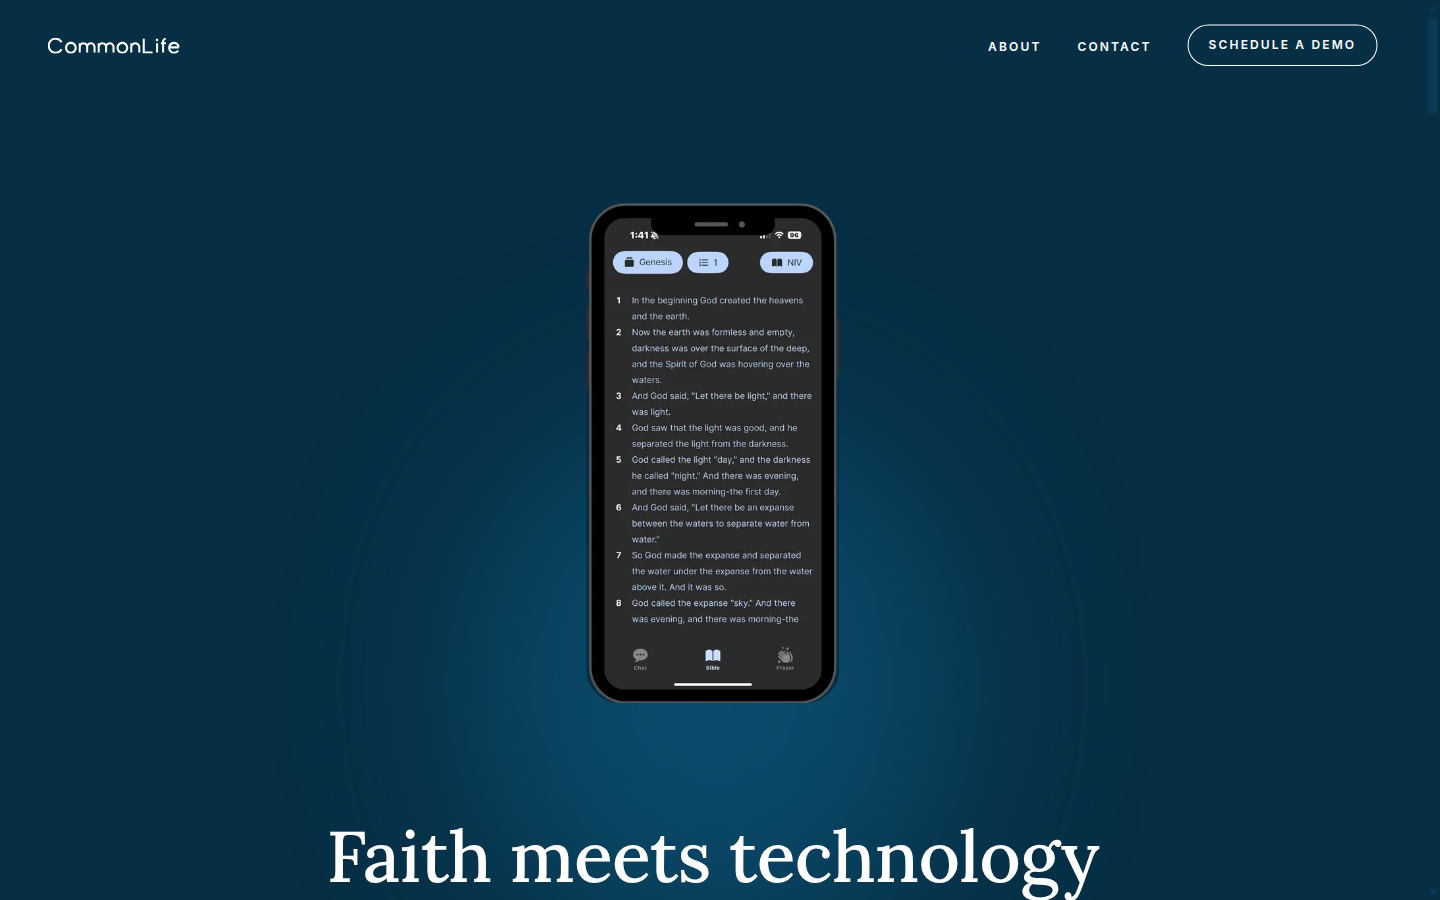 CommonLife
ABOUT CONTACT SCHEDULE A DEMO
1:41 96
Genesis 1 NIV
1 In the beginning God created the heavens
and the earth.
2 Now the earth was formless and empty,
darkness was over the surface of the deep,
and the Spirit of God was hovering over the
waters.
3 And God said, "Let there be light," and there
was light.
4 God saw that the light was good, and he
separated the light from the darkness.
5 God called the light "day," and the darkness
he called "night." And there was evening,
and there was morning-the first day.
6 And God said, "Let there be an expanse
between the waters to separate water from
water."
7 So God made the expanse and separated
the water under the expanse from the water
above it. And it was so.
8 God called the expanse "sky." And there
was evening, and there was morning-the
Chat Bible Prayer
Faith meets technology